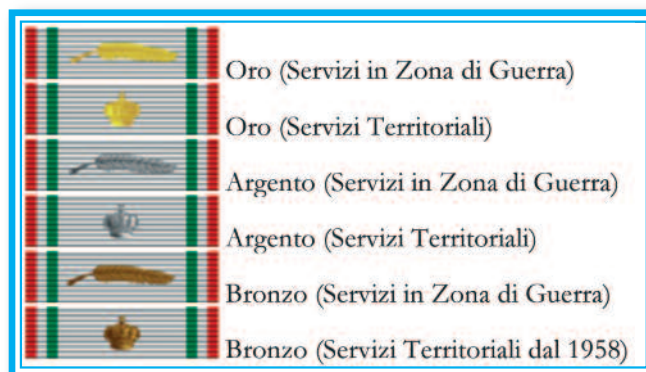 Oro (Servizi in Zona di Guerra)
Oro (Servizi Territoriali)
Argento (Servizi in Zona di Guerra)
Argento (Servizi Territoriali)
Bronzo (Servizi in Zona di Guerra)
Bronzo (Servizi Territoriali dal 1958)